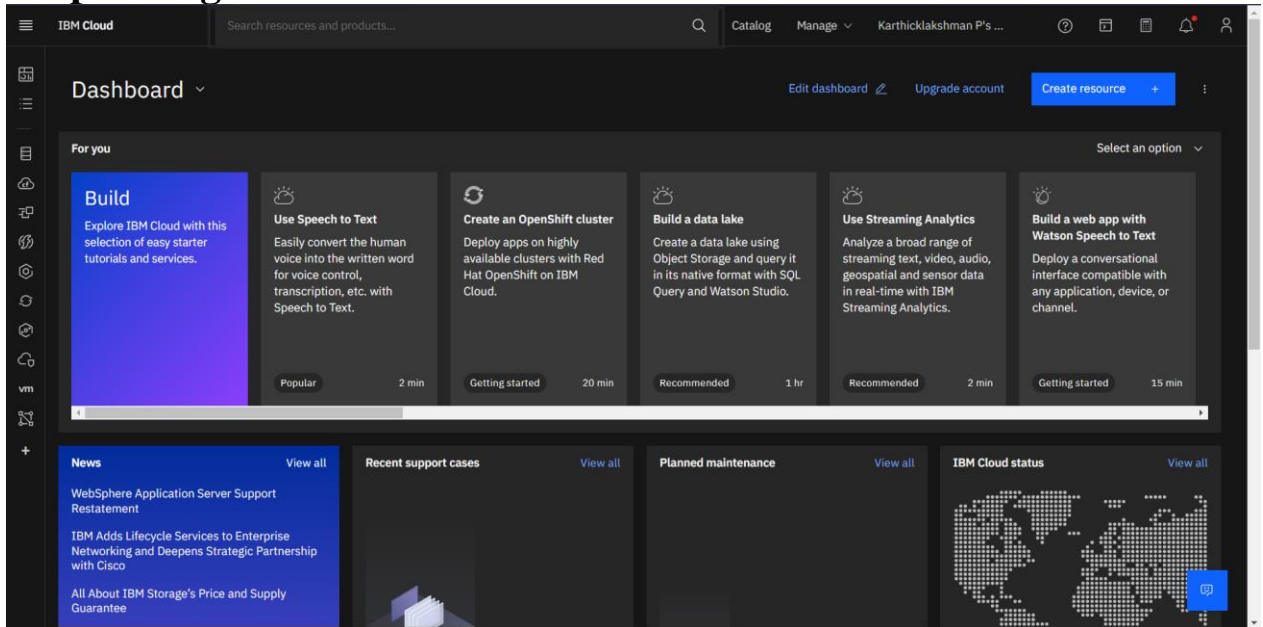 IBM Cloud
Search resources and products...
Catalog
Manage
Karthicklakshman P's ...
Dashboard
Edit dashboard
Upgrade account
Create resource +
For you
Select an option
Build
Explore IBM Cloud with this
selection of easy starter
tutorials and services.
Use Speech to Text
Easily convert the human
voice into the written word
for voice control,
transcription, etc. with
Speech to Text.
Popular
2 min
Create an OpenShift cluster
Deploy apps on highly
available clusters with Red
Hat OpenShift on IBM
Cloud.
Getting started
20 min
Build a data lake
Create a data lake using
Object Storage and query it
in its native format with SQL
Query and Watson Studio.
Recommended
1 hr
Use Streaming Analytics
Analyze a broad range of
streaming text, video, audio,
geospatial and sensor data
in real-time with IBM
Streaming Analytics.
Recommended
2 min
Build a web app with
Watson Speech to Text
Deploy a conversational
interface compatible with
any application, device, or
channel.
Getting started
15 min
vm
News
View all
WebSphere Application Server Support
Restatement
IBM Adds Lifecycle Services to Enterprise
Networking and Deepens Strategic Partnership
with Cisco
All About IBM Storage's Price and Supply
Guarantee
Recent support cases
View all
Planned maintenance
View all
IBM Cloud status
View all